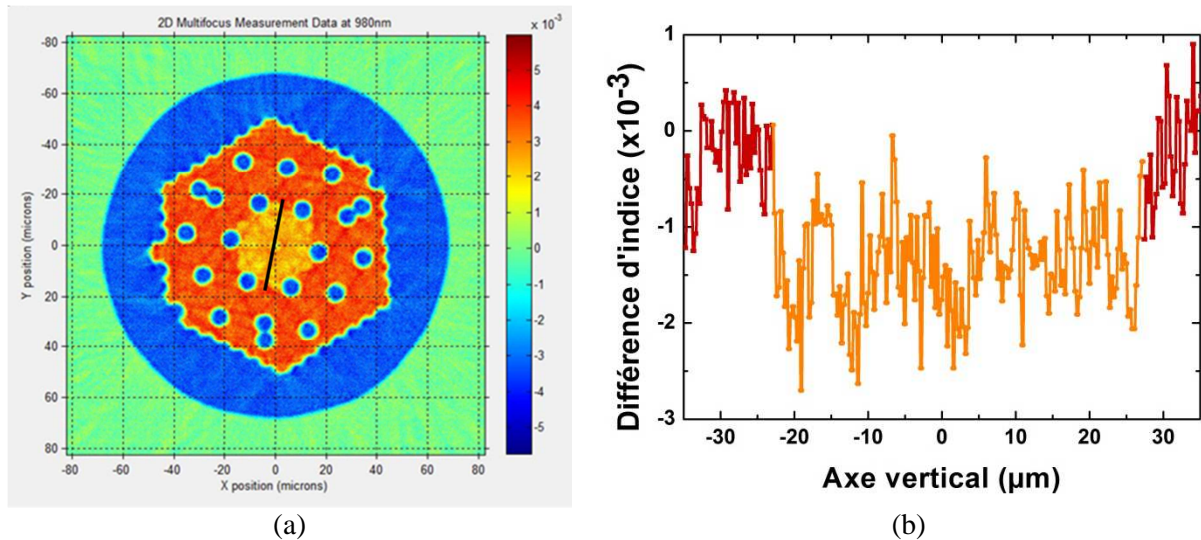 2D Multifocus Measurement Data at 980nm
x 10⁻³
-80
-60
-40
-20
0
20
40
60
80
Y position (microns)
-80 -60 -40 -20 0 20 40 60 80
X position (microns)
5
4
3
2
1
0
-1
-2
-3
-4
-5
(a)
1
0
-1
-2
-3
Différence d'indice (x10⁻³)
-30 -20 -10 0 10 20 30
Axe vertical (µm)
(b)